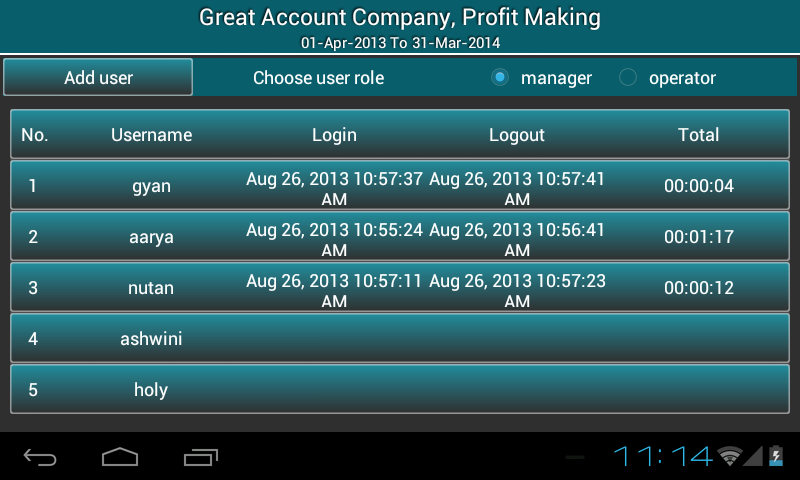 Great Account Company, Profit Making
01-Apr-2013 To 31-Mar-2014
Add user Choose user role manager operator
No. Username Login Logout Total
1 gyan Aug 26, 2013 10:57:37 AM Aug 26, 2013 10:57:41 AM 00:00:04
2 aarya Aug 26, 2013 10:55:24 AM Aug 26, 2013 10:56:41 AM 00:01:17
3 nutan Aug 26, 2013 10:57:11 AM Aug 26, 2013 10:57:23 AM 00:00:12
4 ashwini
5 holy
11:14